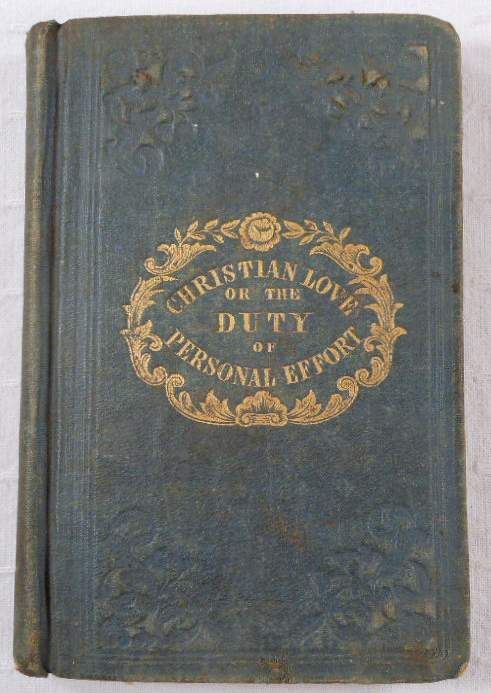 CHRISTIAN LOVE
OR THE
DUTY
OF
PERSONAL EFFORT